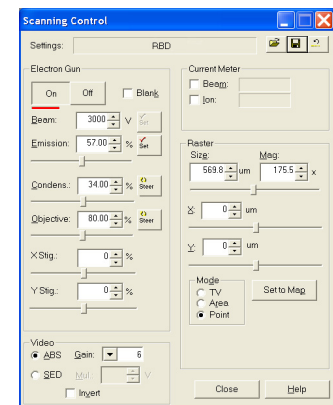 Scanning Control
Settings: RBD
Electron Gun
On Off Blank
Beam: 3000 V Set
Emission: 57.00 % Set
Condens.: 34.00 % Steer
Objective: 80.00 % Steer
X Stig.: 0 %
Y Stig.: 0 %
Video
ABS Gain: 6
SED Mul.: V
Invert
Current Meter
Beam:
Ion:
Raster
Size: Mag:
569.8 um 175.5 x
X: 0 um
Y: 0 um
Mode
TV
Area
Point
Set to Map
Close Help